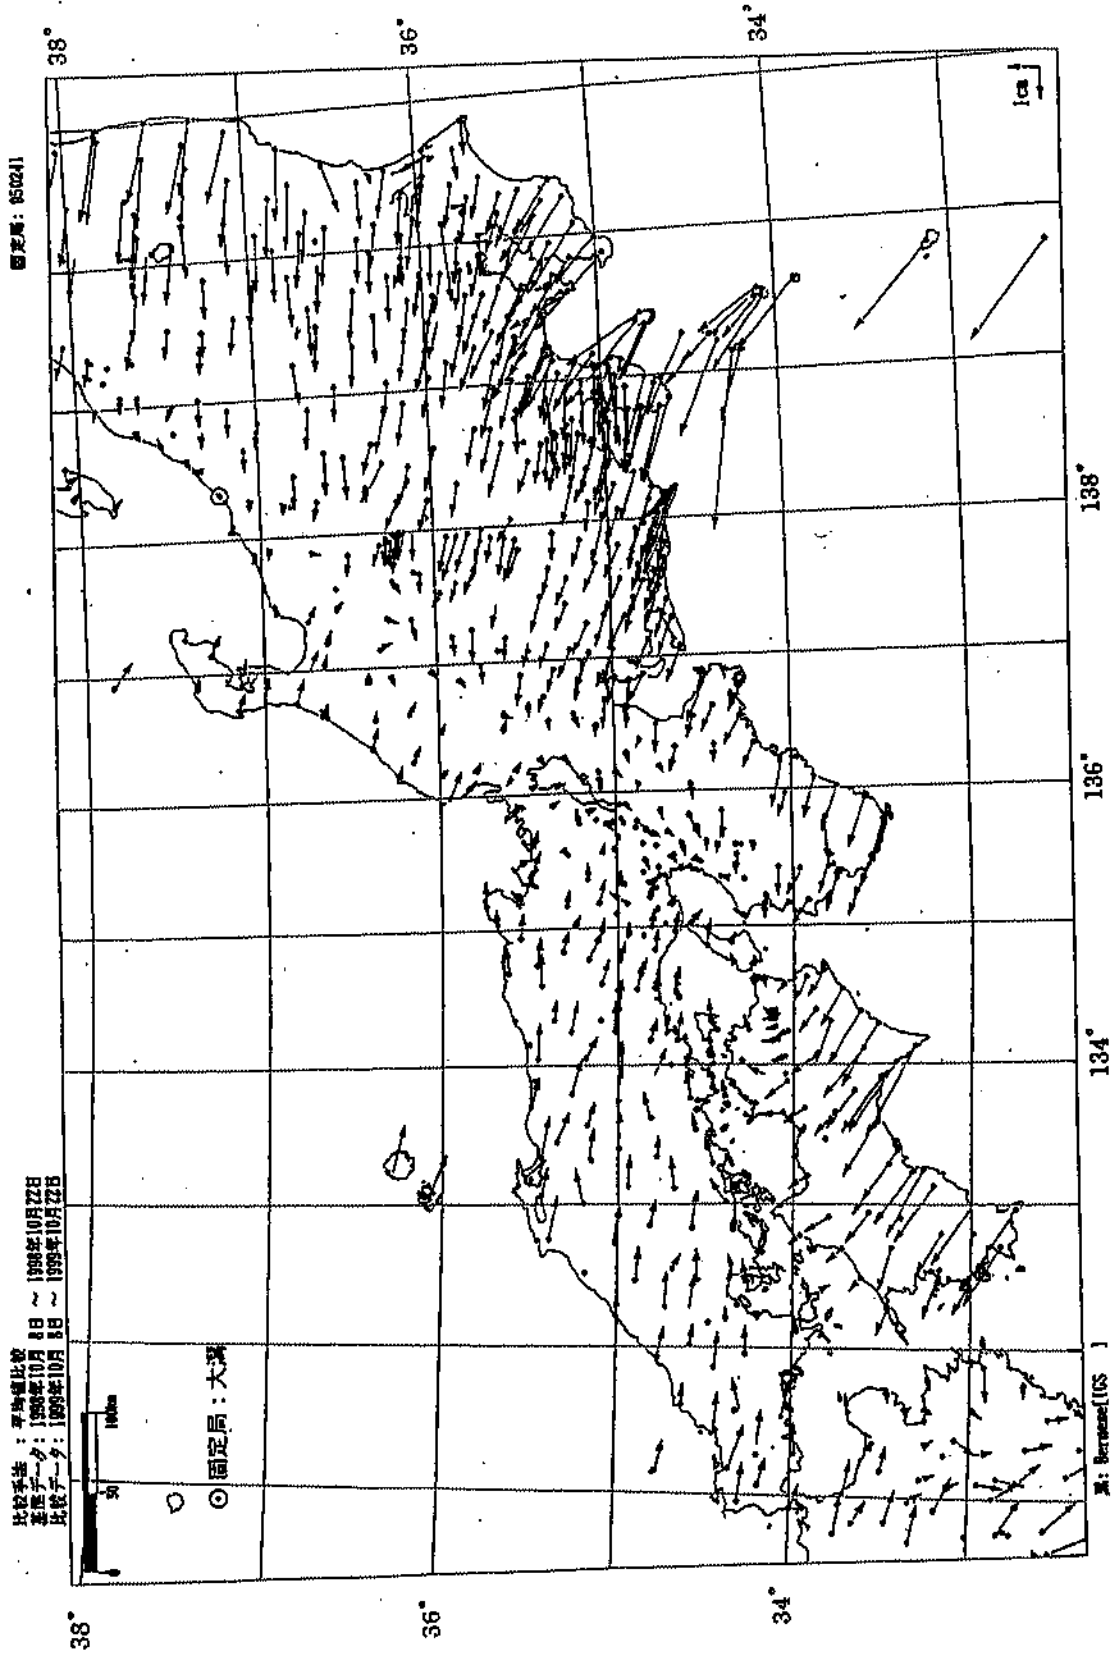 固定局: 950241
比較手法 : 平均値比較
基準データ: 1998年10月 8日 ~ 1998年10月22日
比較データ: 1999年10月 8日 ~ 1999年10月22日
0 50 100km
固定局:大潟
38°
36°
34°
38°
36°
34°
134°
136°
138°
1cm
Bernese[IGS ]